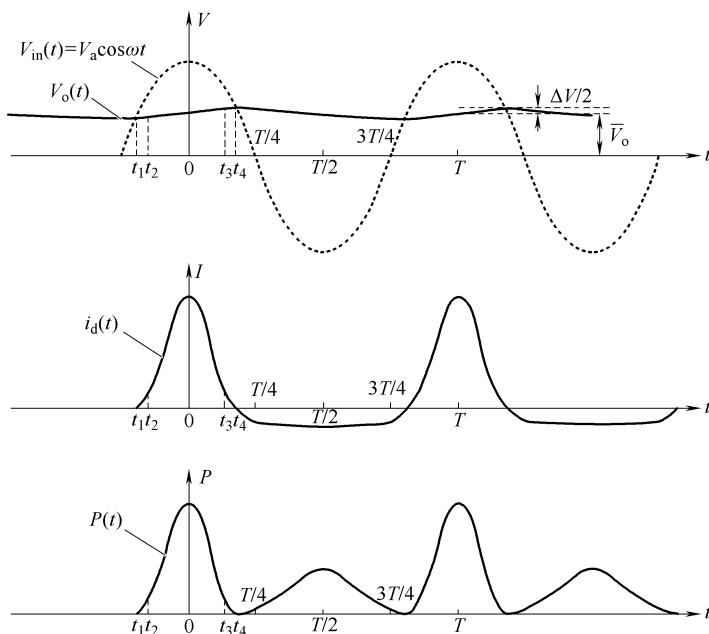 V
V_in(t)=V_a cosωt
V_o(t)
ΔV/2
V̅_o
T/4
3T/4
t_1 t_2 0 t_3 t_4 T/2 T t
I
i_d(t)
T/4
3T/4
t_1 t_2 0 t_3 t_4 T/2 T t
P
P(t)
T/4
3T/4
t_1 t_2 0 t_3 t_4 T/2 T t